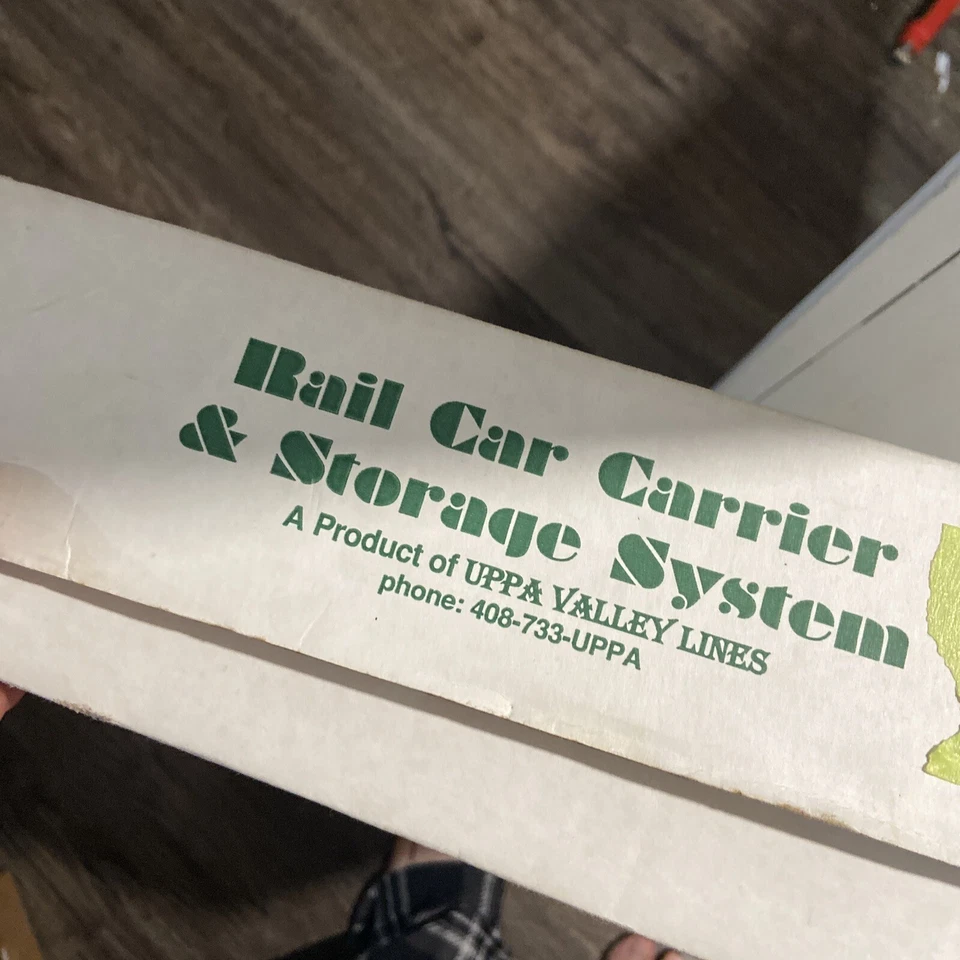 Rail Car Carrier
& Storage System
A Product of UPPA VALLEY LINES
phone: 408-733-UPPA